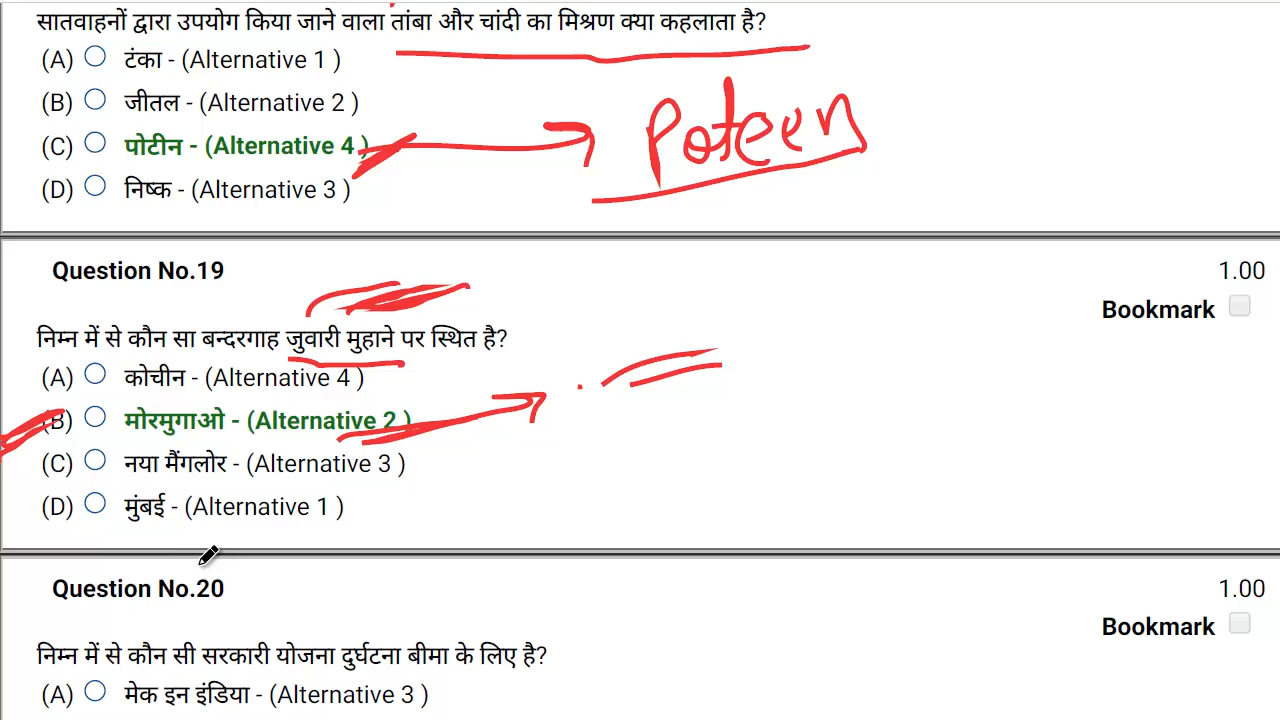 सातवाहनों द्वारा उपयोग किया जाने वाला तांबा और चांदी का मिश्रण क्या कहलाता है?
(A) टंका - (Alternative 1 )
(B) जीतल - (Alternative 2 )
(C) पोटीन - (Alternative 4 )
Poteen
(D) निष्क - (Alternative 3 )
Question No.19
1.00
Bookmark
निम्न में से कौन सा बन्दरगाह जुवारी मुहाने पर स्थित है?
(A) कोचीन - (Alternative 4 )
(B) मोरमुगाओ - (Alternative 2 )
(C) नया मैंगलोर - (Alternative 3 )
(D) मुंबई - (Alternative 1 )
Question No.20
1.00
Bookmark
निम्न में से कौन सी सरकारी योजना दुर्घटना बीमा के लिए है?
(A) मेक इन इंडिया - (Alternative 3 )